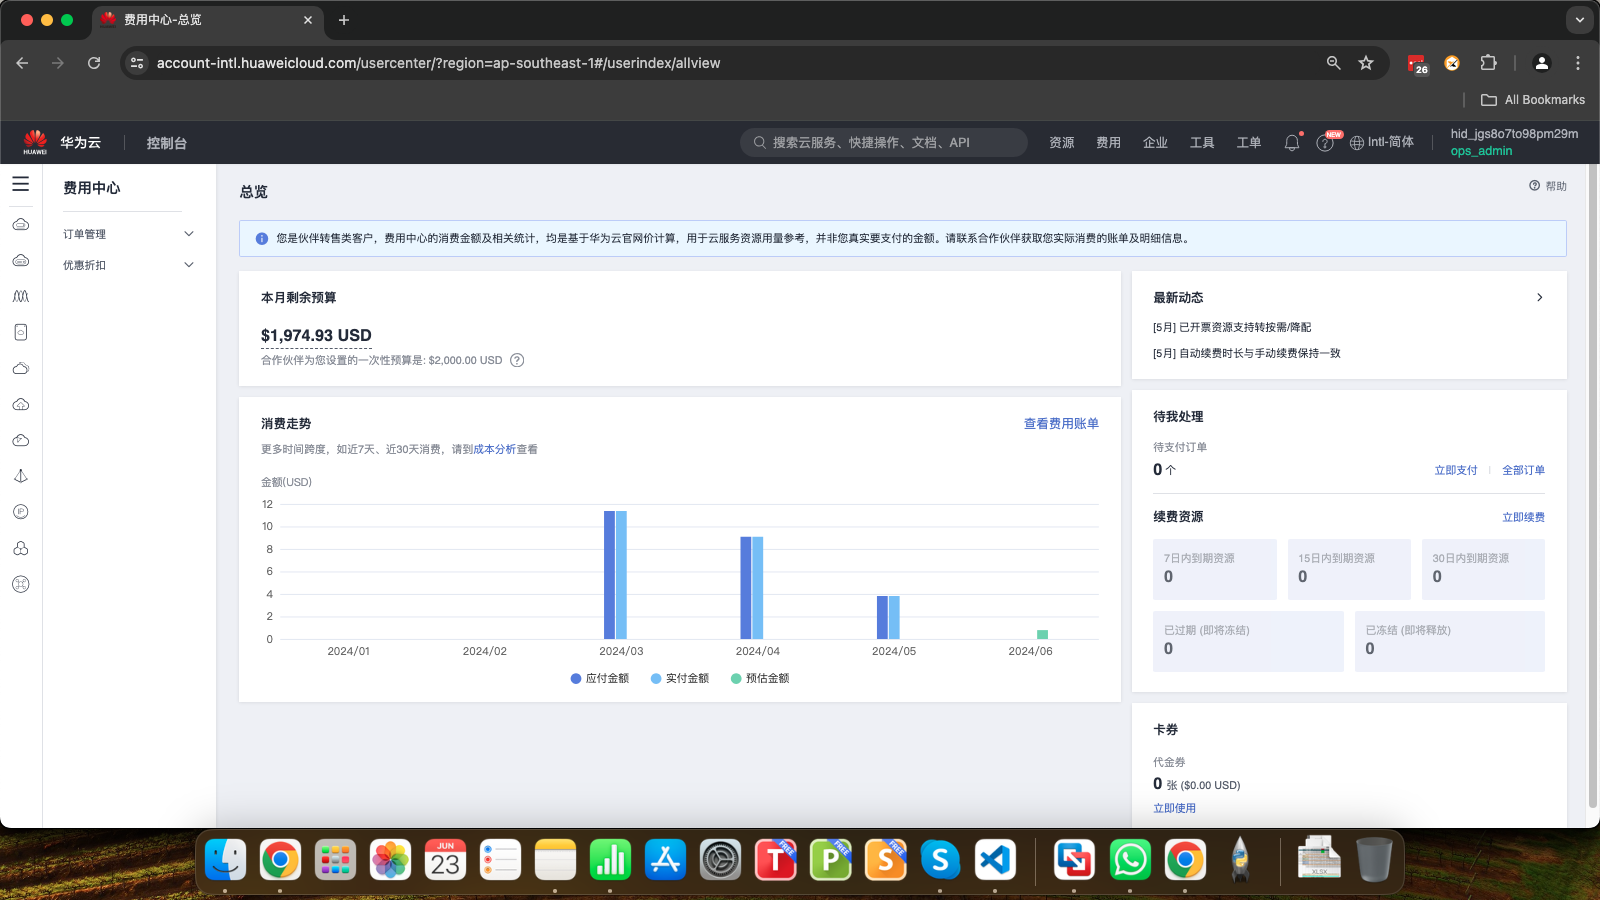 费用中心-总览
account-intl.huaweicloud.com/usercenter/?region=ap-southeast-1#/userindex/allview
26
All Bookmarks
HUAWEI
华为云
控制台
搜索云服务、快捷操作、文档、API
资源
费用
企业
工具
工单
NEW
Intl-简体
hid_jgs8o7to98pm29m
ops_admin
费用中心
订单管理
优惠折扣
IP
总览
帮助
您是伙伴转售类客户，费用中心的消费金额及相关统计，均是基于华为云官网价计算，用于云服务资源用量参考，并非您真实要支付的金额。请联系合作伙伴获取您实际消费的账单及明细信息。
本月剩余预算
$1,974.93 USD
合作伙伴为您设置的一次性预算是: $2,000.00 USD
消费走势
查看费用账单
更多时间跨度，如近7天、近30天消费，请到成本分析查看
金额(USD)
12
10
8
6
4
2
0
2024/01
2024/02
2024/03
2024/04
2024/05
2024/06
应付金额
实付金额
预估金额
最新动态
[5月] 已开票资源支持转按需/降配
[5月] 自动续费时长与手动续费保持一致
待我处理
待支付订单
0 个
立即支付
全部订单
续费资源
立即续费
7日内到期资源
0
15日内到期资源
0
30日内到期资源
0
已过期 (即将冻结)
0
已冻结 (即将释放)
0
卡券
代金券
0 张 ($0.00 USD)
立即使用
JUN
23
T FREE
P FREE
S FREE
S
XLSX